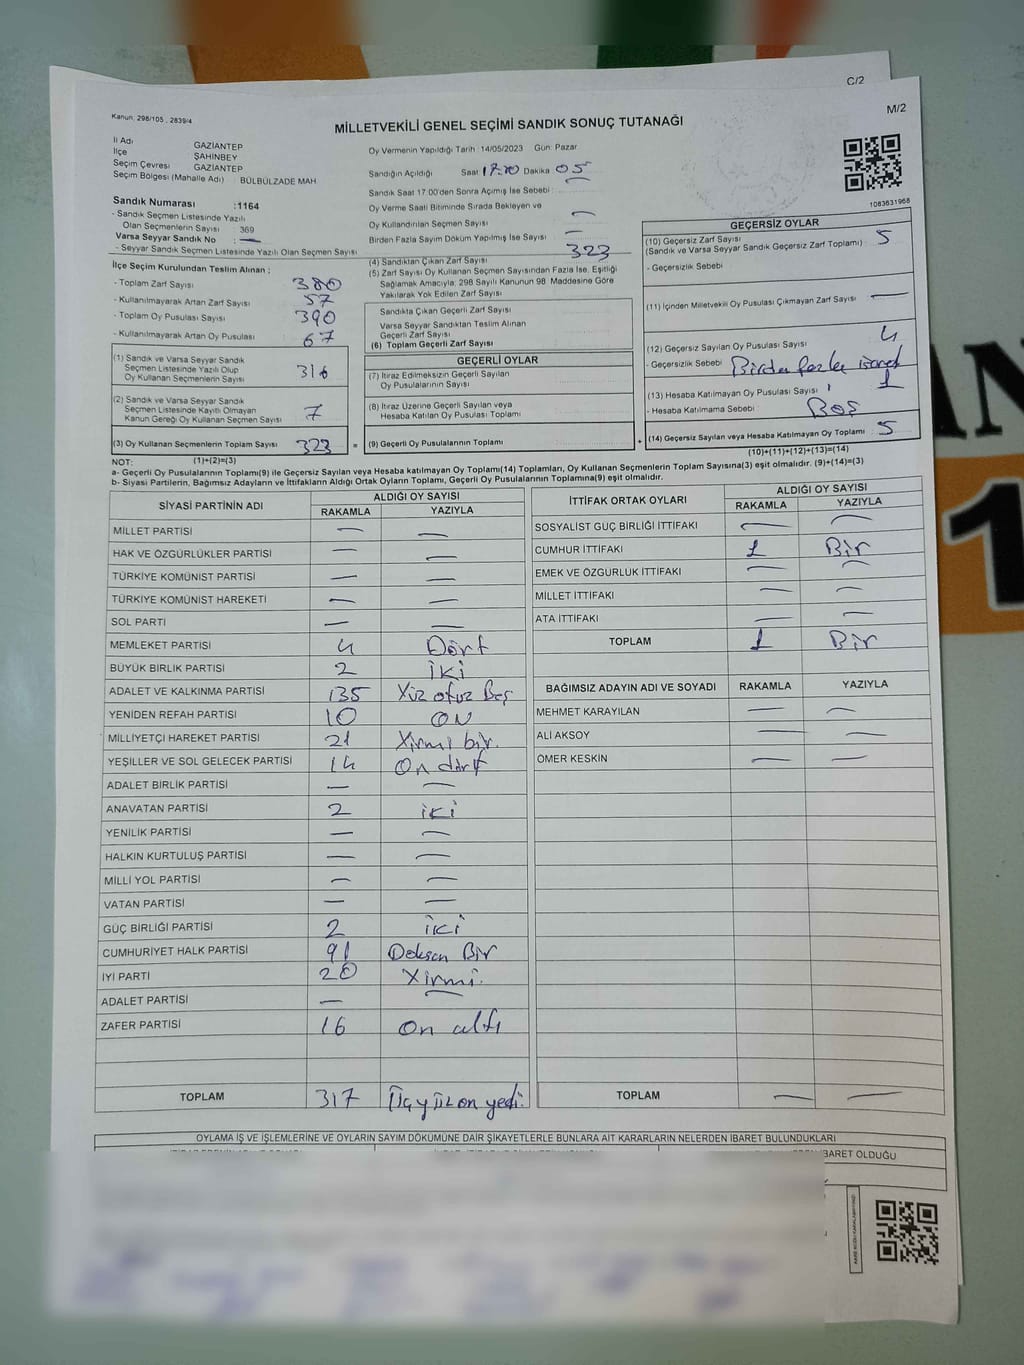 C/2
M/2
Kanun: 298/105, 2839/4
MİLLETVEKİLİ GENEL SEÇİMİ SANDIK SONUÇ TUTANAĞI
İl Adı GAZİANTEP
İlçe ŞAHİNBEY
Seçim Çevresi GAZİANTEP
Seçim Bölgesi (Mahalle Adı) : BÜLBÜLZADE MAH
Oy Vermenin Yapıldığı Tarih : 14/05/2023 Gün: Pazar
Sandığın Açıldığı Saat Dakika 05
Sandık Saat 17:00'den Sonra Açımış İse Sebebi :
Oy Verme Saati Bitiminde Sırada Bekleyen ve
Oy Kullandırılan Seçmen Sayısı —
Birden Fazla Sayım Döküm Yapılmış İse Sayısı —
1083631968
Sandık Numarası :1164
- Sandık Seçmen Listesinde Yazılı
Olan Seçmenlerin Sayısı : 369
Varsa Seyyar Sandık No : —
- Seyyar Sandık Seçmen Listesinde Yazılı Olan Seçmen Sayısı
İlçe Seçim Kurulundan Teslim Alınan :
- Toplam Zarf Sayısı 380
- Kullanılmayarak Artan Zarf Sayısı 57
- Toplam Oy Pusulası Sayısı 390
- Kullanılmayarak Artan Oy Pusulası 67
(1) Sandık ve Varsa Seyyar Sandık
Seçmen Listesinde Yazılı Olup
Oy Kullanan Seçmenlerin Sayısı 316
(2) Sandık ve Varsa Seyyar Sandık
Seçmen Listesinde Kayıtlı Olmayan
Kanun Gereği Oy Kullanan Seçmen Sayısı 7
(3) Oy Kullanan Seçmenlerin Toplam Sayısı 323 =
(1)+(2)=(3)
(4) Sandıktan Çıkan Zarf Sayısı 323
(5) Zarf Sayısı Oy Kullanan Seçmen Sayısından Fazla İse, Eşitliği
Sağlamak Amacıyla; 298 Sayılı Kanunun 98. Maddesine Göre
Yakılarak Yok Edilen Zarf Sayısı
Sandıkta Çıkan Geçerli Zarf Sayısı
Varsa Seyyar Sandıktan Teslim Alınan
Geçerli Zarf Sayısı
(6) Toplam Geçerli Zarf Sayısı
GEÇERLİ OYLAR
(7) İtiraz Edilmeksizin Geçerli Sayılan
Oy Pusulalarının Sayısı
(8) İtiraz Üzerine Geçerli Sayılan veya
Hesaba Katılan Oy Pusulası Toplamı
(9) Geçerli Oy Pusulalarının Toplamı +
GEÇERSİZ OYLAR
(10) Geçersiz Zarf Sayısı 5
(Sandık ve Varsa Seyyar Sandık Geçersiz Zarf Toplamı)
- Geçersizlik Sebebi
(11) İçinden Milletvekili Oy Pusulası Çıkmayan Zarf Sayısı —
(12) Geçersiz Sayılan Oy Pusulası Sayısı 4
- Geçersizlik Sebebi Birden fazla işaret
(13) Hesaba Katılmayan Oy Pusulası Sayısı 1
- Hesaba Katılmama Sebebi Boş
(14) Geçersiz Sayılan veya Hesaba Katılmayan Oy Toplamı 5
(10)+(11)+(12)+(13)=(14)
NOT:
a- Geçerli Oy Pusulalarının Toplamı(9) ile Geçersiz Sayılan veya Hesaba katılmayan Oy Toplamı(14) Toplamları, Oy Kullanan Seçmenlerin Toplam Sayısına(3) eşit olmalıdır. (9)+(14)=(3)
b- Siyasi Partilerin, Bağımsız Adayların ve İttifakların Aldığı Ortak Oyların Toplamı, Geçerli Oy Pusulalarının Toplamına(9) eşit olmalıdır.
SİYASİ PARTİNİN ADI ALDIĞI OY SAYISI
RAKAMLA YAZIYLA
MİLLET PARTİSİ — —
HAK VE ÖZGÜRLÜKLER PARTİSİ — —
TÜRKİYE KOMÜNİST PARTİSİ — —
TÜRKİYE KOMÜNİST HAREKETİ — —
SOL PARTİ — —
MEMLEKET PARTİSİ 4 Dört
BÜYÜK BİRLİK PARTİSİ 2 iki
ADALET VE KALKINMA PARTİSİ 135 Yüz otuz Beş
YENİDEN REFAH PARTİSİ 10 ON
MİLLİYETÇİ HAREKET PARTİSİ 21 Yirmi bir
YEŞİLLER VE SOL GELECEK PARTİSİ 14 On dört
ADALET BİRLİK PARTİSİ — —
ANAVATAN PARTİSİ 2 iki
YENİLİK PARTİSİ — —
HALKIN KURTULUŞ PARTİSİ — —
MİLLİ YOL PARTİSİ — —
VATAN PARTİSİ — —
GÜÇ BİRLİĞİ PARTİSİ 2 iki
CUMHURİYET HALK PARTİSİ 91 Doksan Bir
İYİ PARTİ 20 Yirmi.
ADALET PARTİSİ — —
ZAFER PARTİSİ 16 On altı
TOPLAM 317 Üçyüz on yedi.
İTTİFAK ORTAK OYLARI ALDIĞI OY SAYISI
RAKAMLA YAZIYLA
SOSYALİST GÜÇ BİRLİĞİ İTTİFAKI — —
CUMHUR İTTİFAKI 1 Bir
EMEK VE ÖZGÜRLÜK İTTİFAKI — —
MİLLET İTTİFAKI — —
ATA İTTİFAKI — —
TOPLAM 1 Bir
BAĞIMSIZ ADAYIN ADI VE SOYADI RAKAMLA YAZIYLA
MEHMET KARAYILAN — —
ALİ AKSOY — —
ÖMER KESKİN — —
TOPLAM — —
OYLAMA İŞ VE İŞLEMLERİNE VE OYLARIN SAYIM DÖKÜMÜNE DAİR ŞİKAYETLERLE BUNLARA AİT KARARLARIN NELERDEN İBARET BULUNDUKLARI
İBARET OLDUĞU
AN
1